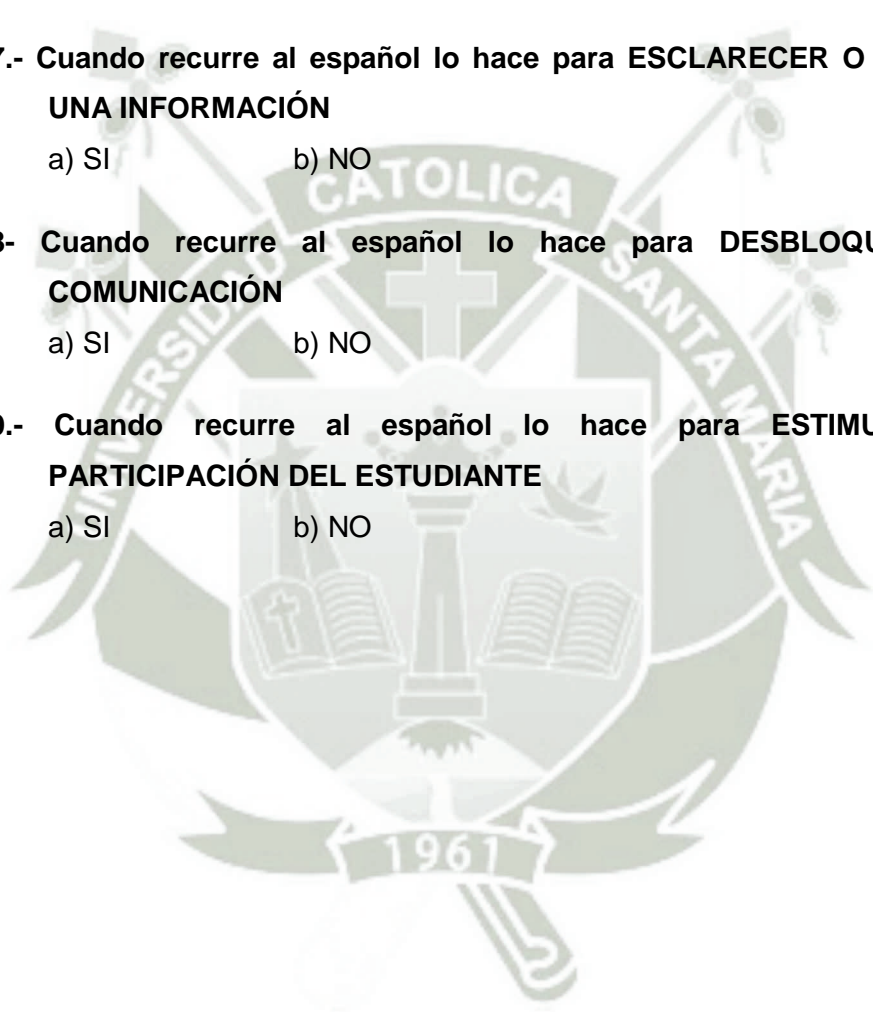 7.- Cuando recurre al español lo hace para ESCLARECER O
UNA INFORMACIÓN
a) SI b) NO
Cuando recurre al español lo hace para
COMUNICACIÓN
a) SI b) NO
.- Cuando recurre al español lo hace para
PARTICIPACIÓN DEL ESTUDIANTE
a) SI b) NO
UNIVERSIDAD CATOLICA SANTA MARIA
1961